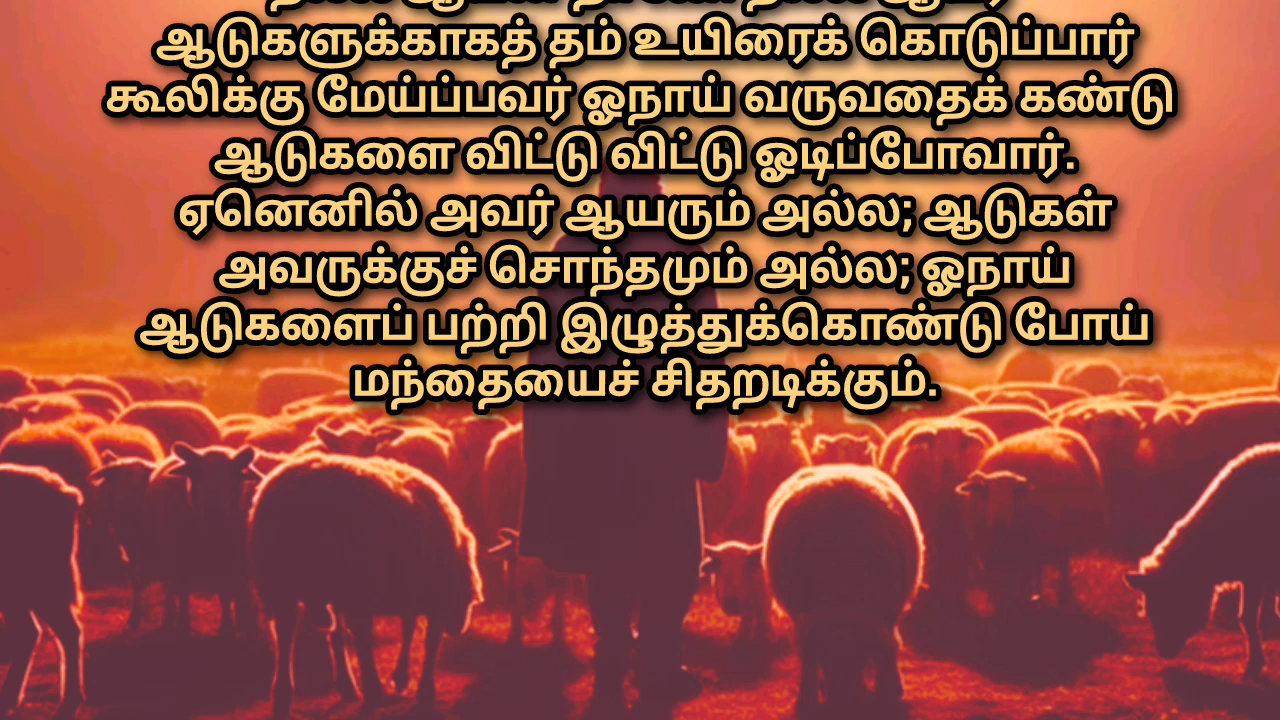 ஆடுகளுக்காகத் தம் உயிரைக் கொடுப்பார்
கூலிக்கு மேய்ப்பவர் ஓநாய் வருவதைக் கண்டு
ஆடுகளை விட்டு விட்டு ஓடிப்போவார்.
ஏனெனில் அவர் ஆயரும் அல்ல; ஆடுகள்
அவருக்குச் சொந்தமும் அல்ல; ஓநாய்
ஆடுகளைப் பற்றி இழுத்துக்கொண்டு போய்
மந்தையைச் சிதறடிக்கும்.